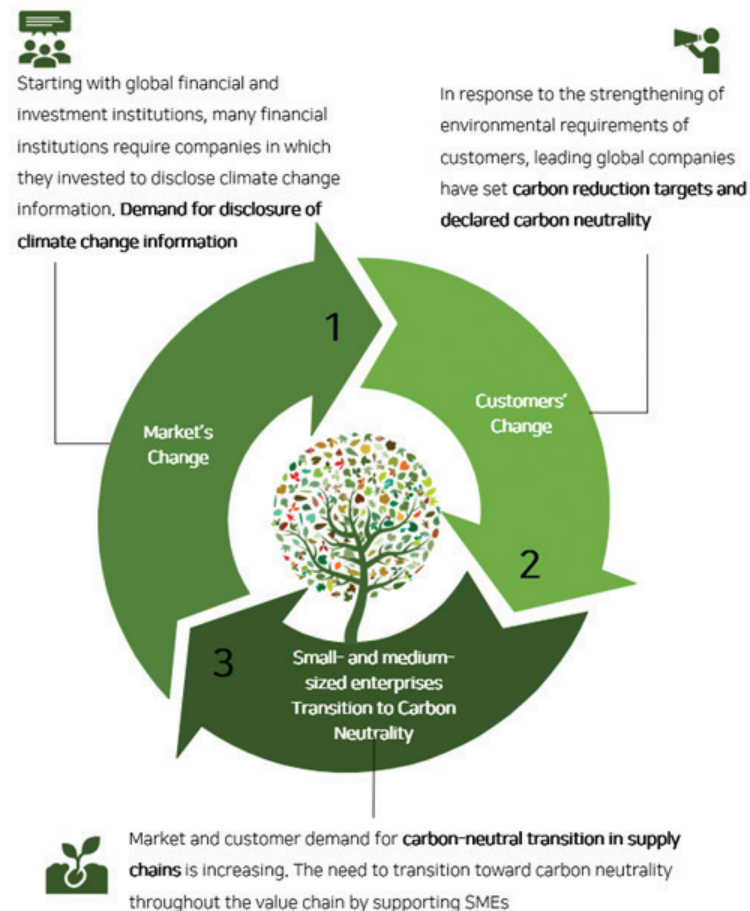 Starting with global financial and
investment institutions, many financial
institutions require companies in which
they invested to disclose climate change
information. Demand for disclosure of
climate change information
In response to the strengthening of
environmental requirements of
customers, leading global companies
have set carbon reduction targets and
declared carbon neutrality
1
Market's
Change
Customers'
Change
2
3
Small- and medium-
sized enterprises
Transition to Carbon
Neutrality
Market and customer demand for carbon-neutral transition in supply
chains is increasing. The need to transition toward carbon neutrality
throughout the value chain by supporting SMEs